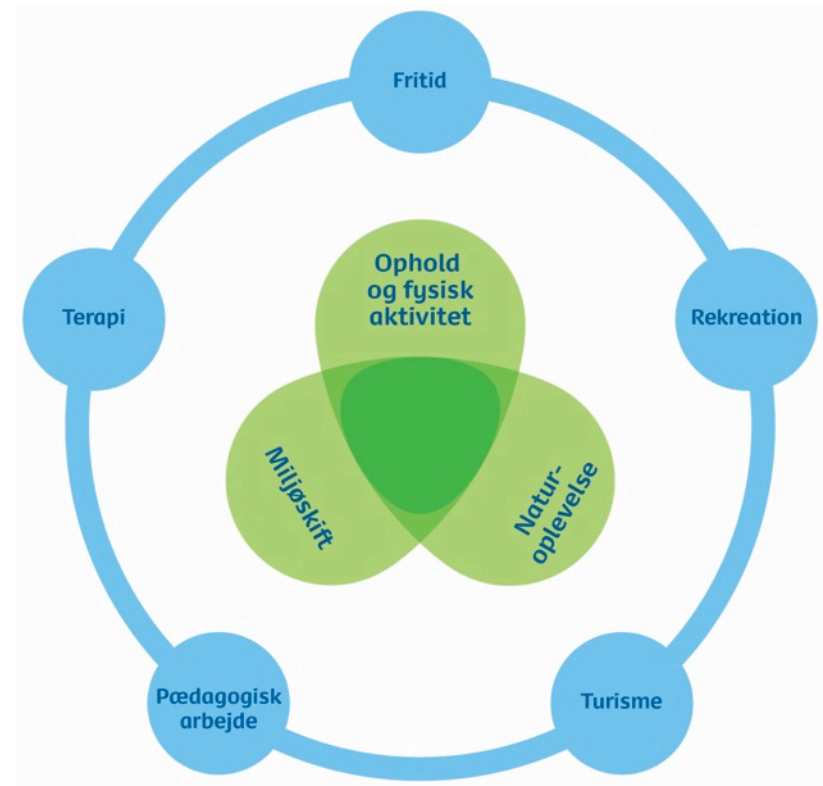 Fritid
Terapi
Rekreation
Ophold
og fysisk
aktivitet
Miljøskift
Natur-
oplevelse
Pædagogisk
arbejde
Turisme